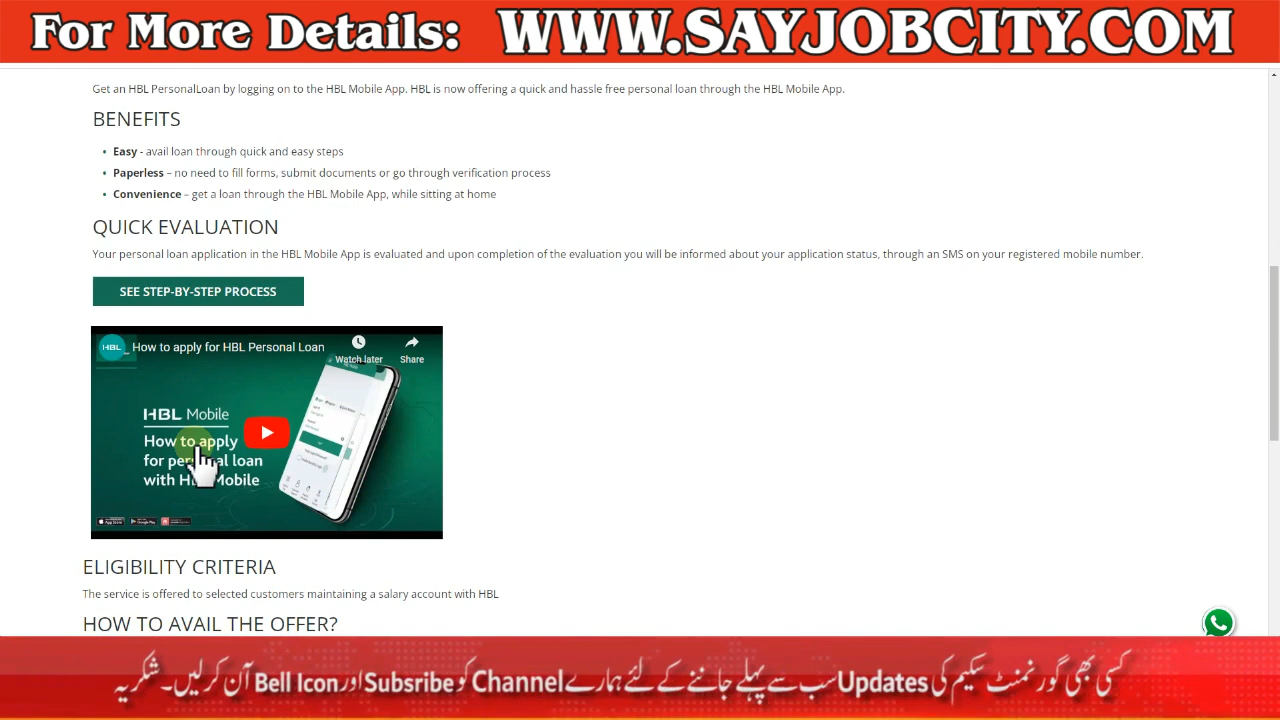 For More Details: WWW.SAYJOBCITY.COM
Get an HBL PersonalLoan by logging on to the HBL Mobile App. HBL is now offering a quick and hassle free personal loan through the HBL Mobile App.
BENEFITS
• Easy - avail loan through quick and easy steps
• Paperless – no need to fill forms, submit documents or go through verification process
• Convenience – get a loan through the HBL Mobile App, while sitting at home
QUICK EVALUATION
Your personal loan application in the HBL Mobile App is evaluated and upon completion of the evaluation you will be informed about your application status, through an SMS on your registered mobile number.
SEE STEP-BY-STEP PROCESS
HBL How to apply for HBL Personal Loan
Watch later Share
HBL Mobile
How to apply
for personal loan
with HBL Mobile
App Store Google Play
ELIGIBILITY CRITERIA
The service is offered to selected customers maintaining a salary account with HBL
HOW TO AVAIL THE OFFER?
کسی بھی گورنمنٹ سکیم کی Updates سب سے پہلے جاننے کے لئے ہمارے Channel کو Subsribe اور Bell Icon آن کرلیں۔ شکریہ